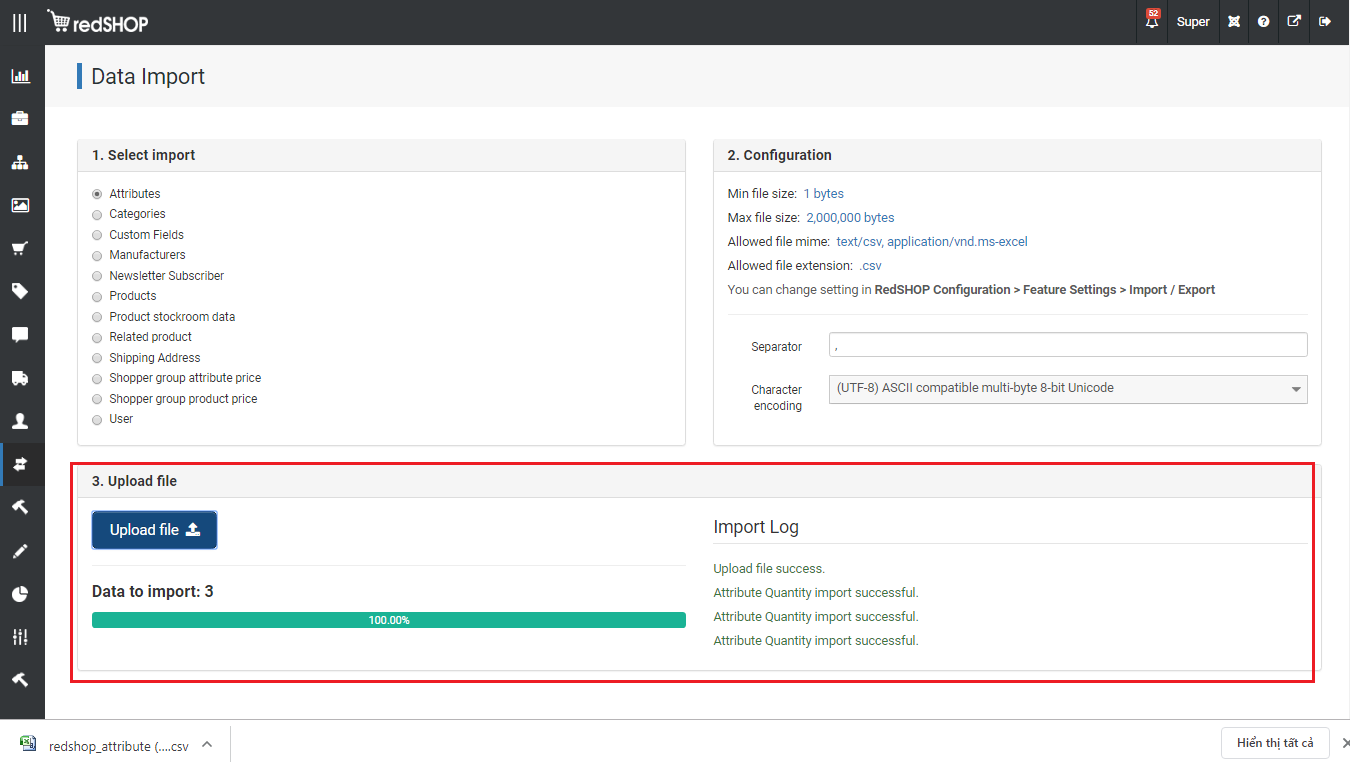 redSHOP
52
Super
Data Import
1. Select import
Attributes
Categories
Custom Fields
Manufacturers
Newsletter Subscriber
Products
Product stockroom data
Related product
Shipping Address
Shopper group attribute price
Shopper group product price
User
2. Configuration
Min file size: 1 bytes
Max file size: 2,000,000 bytes
Allowed file mime: text/csv, application/vnd.ms-excel
Allowed file extension: .csv
You can change setting in RedSHOP Configuration > Feature Settings > Import / Export
Separator ,
Character encoding (UTF-8) ASCII compatible multi-byte 8-bit Unicode
3. Upload file
Upload file
Data to import: 3
100.00%
Import Log
Upload file success.
Attribute Quantity import successful.
Attribute Quantity import successful.
Attribute Quantity import successful.
redshop_attribute (....csv
Hiển thị tất cả